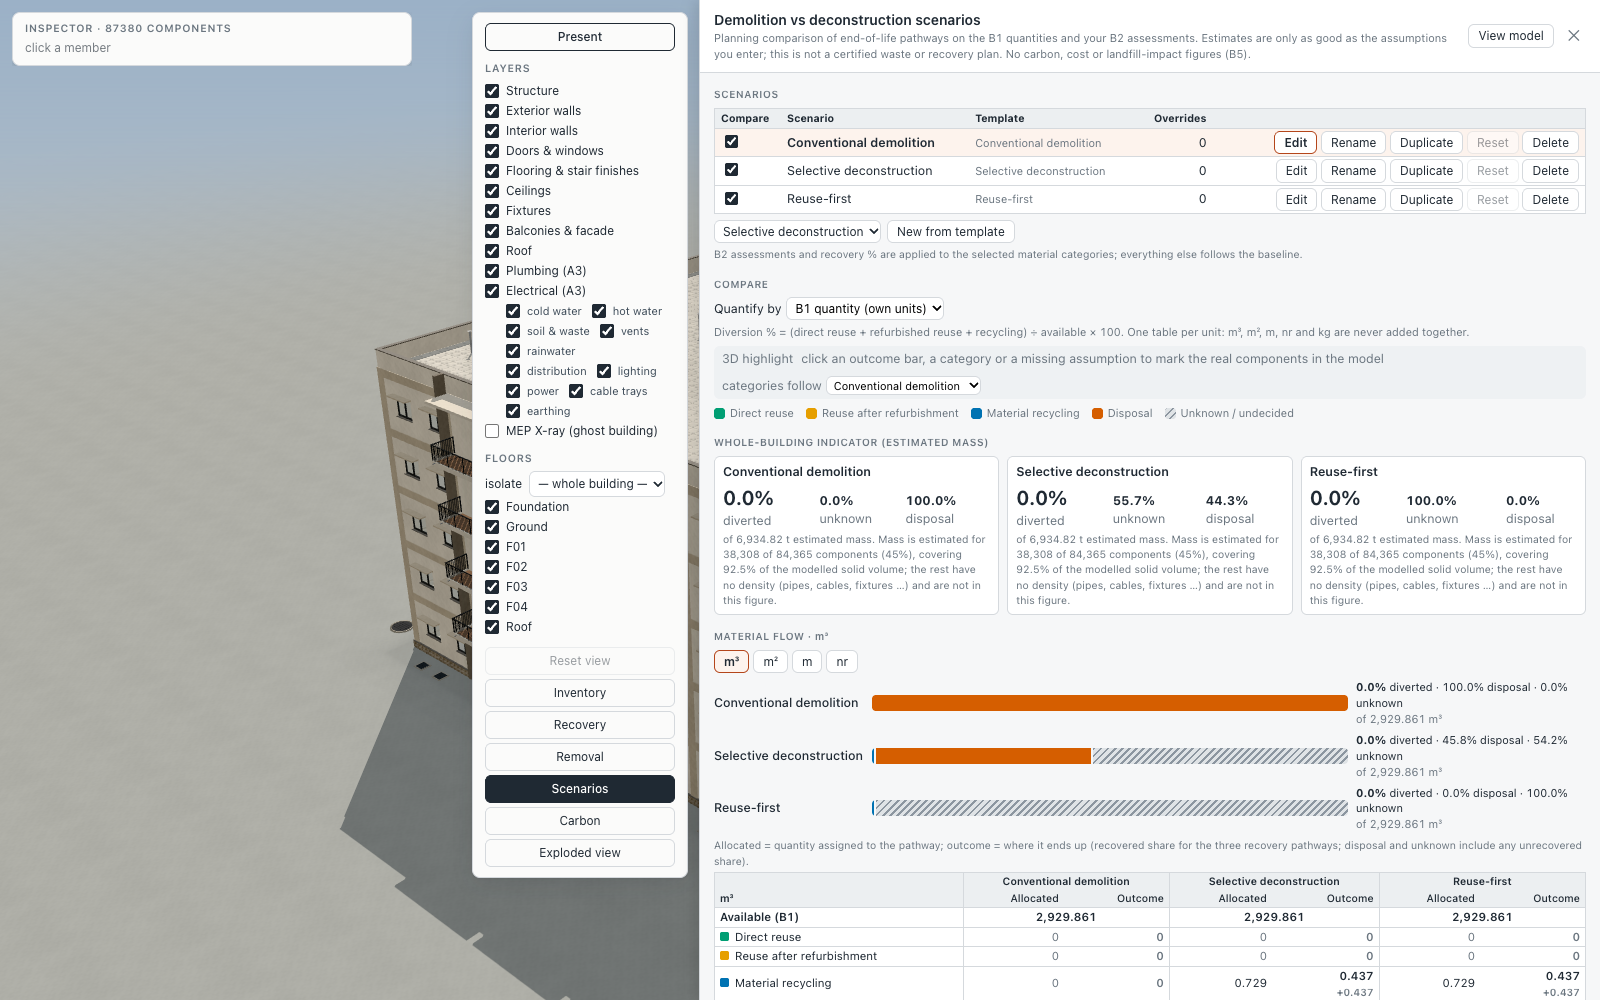 INSPECTOR · 87380 COMPONENTS
click a member
Present
LAYERS
Structure
Exterior walls
Interior walls
Doors & windows
Flooring & stair finishes
Ceilings
Fixtures
Balconies & facade
Roof
Plumbing (A3)
Electrical (A3)
cold water hot water
soil & waste vents
rainwater
distribution lighting
power cable trays
earthing
MEP X-ray (ghost building)
FLOORS
isolate — whole building —
Foundation
Ground
F01
F02
F03
F04
Roof
Reset view
Inventory
Recovery
Removal
Scenarios
Carbon
Exploded view
Demolition vs deconstruction scenarios
Planning comparison of end-of-life pathways on the B1 quantities and your B2 assessments. Estimates are only as good as the assumptions
you enter; this is not a certified waste or recovery plan. No carbon, cost or landfill-impact figures (B5).
View model
SCENARIOS
Compare Scenario Template Overrides
Conventional demolition Conventional demolition 0 Edit Rename Duplicate Reset Delete
Selective deconstruction Selective deconstruction 0 Edit Rename Duplicate Reset Delete
Reuse-first Reuse-first 0 Edit Rename Duplicate Reset Delete
Selective deconstruction New from template
B2 assessments and recovery % are applied to the selected material categories; everything else follows the baseline.
COMPARE
Quantify by B1 quantity (own units)
Diversion % = (direct reuse + refurbished reuse + recycling) ÷ available × 100. One table per unit: m³, m², m, nr and kg are never added together.
3D highlight click an outcome bar, a category or a missing assumption to mark the real components in the model
categories follow Conventional demolition
Direct reuse Reuse after refurbishment Material recycling Disposal Unknown / undecided
WHOLE-BUILDING INDICATOR (ESTIMATED MASS)
Conventional demolition
0.0% 0.0% 100.0%
diverted unknown disposal
of 6,934.82 t estimated mass. Mass is estimated for
38,308 of 84,365 components (45%), covering
92.5% of the modelled solid volume; the rest have
no density (pipes, cables, fixtures ...) and are not in
this figure.
Selective deconstruction
0.0% 55.7% 44.3%
diverted unknown disposal
of 6,934.82 t estimated mass. Mass is estimated for
38,308 of 84,365 components (45%), covering
92.5% of the modelled solid volume; the rest have
no density (pipes, cables, fixtures ...) and are not in
this figure.
Reuse-first
0.0% 100.0% 0.0%
diverted unknown disposal
of 6,934.82 t estimated mass. Mass is estimated for
38,308 of 84,365 components (45%), covering
92.5% of the modelled solid volume; the rest have
no density (pipes, cables, fixtures ...) and are not in
this figure.
MATERIAL FLOW · m³
m³ m² m nr
Conventional demolition
0.0% diverted · 100.0% disposal · 0.0%
unknown
of 2,929.861 m³
Selective deconstruction
0.0% diverted · 45.8% disposal · 54.2%
unknown
of 2,929.861 m³
Reuse-first
0.0% diverted · 0.0% disposal · 100.0%
unknown
of 2,929.861 m³
Allocated = quantity assigned to the pathway; outcome = where it ends up (recovered share for the three recovery pathways; disposal and unknown include any unrecovered
share).
Conventional demolition Selective deconstruction Reuse-first
m³ Allocated Outcome Allocated Outcome Allocated Outcome
Available (B1) 2,929.861 2,929.861 2,929.861
Direct reuse 0 0 0 0 0 0
Reuse after refurbishment 0 0 0 0 0 0
Material recycling 0 0 0.729 0.437 0.729 0.437
+0.437 +0.437